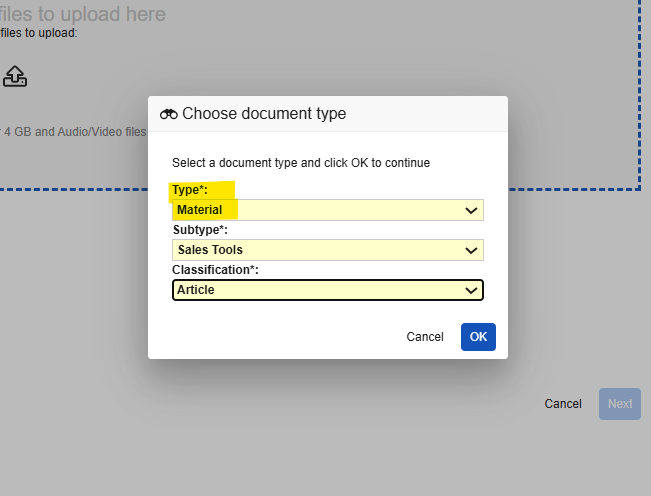 files to upload here
files to upload:
4 GB and Audio/Video files
Choose document type
Select a document type and click OK to continue
Type*:
Material
Subtype*:
Sales Tools
Classification*:
Article
Cancel
OK
Cancel
Next